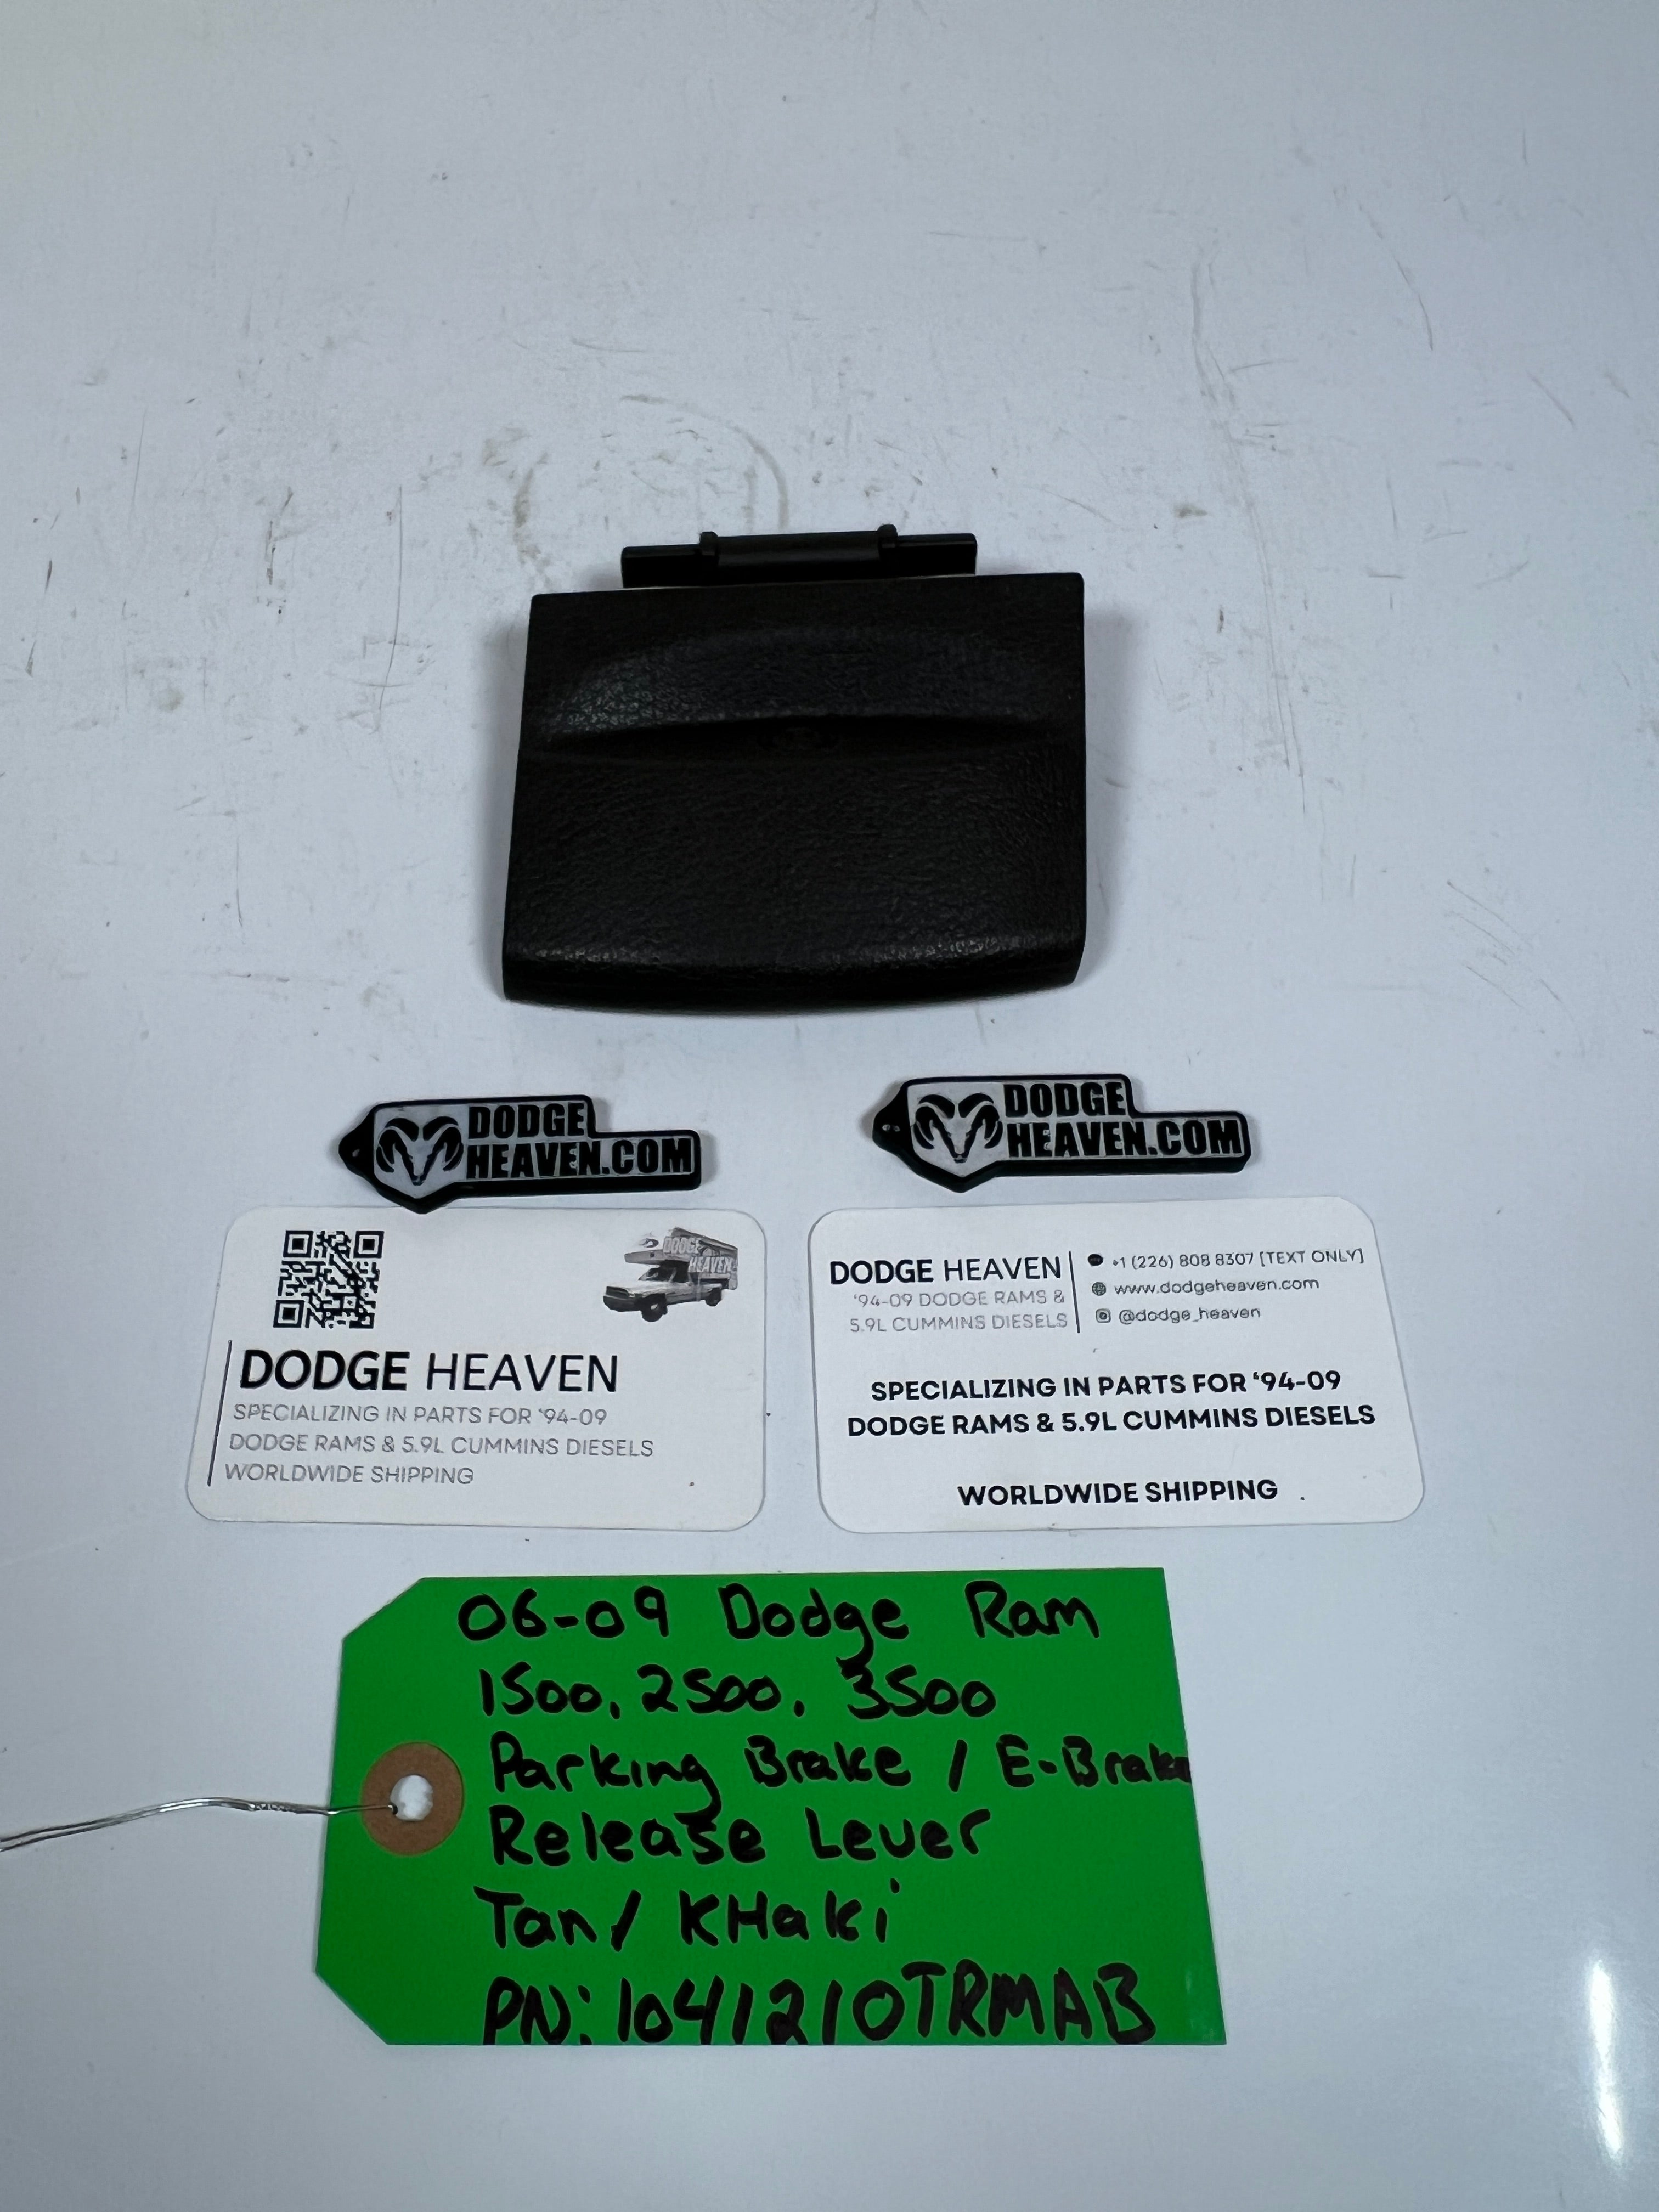 DODGE
HEAVEN.COM
DODGE
HEAVEN.COM
DODGE
HEAVEN
DODGE HEAVEN
SPECIALIZING IN PARTS FOR '94-09
DODGE RAMS & 5.9L CUMMINS DIESELS
WORLDWIDE SHIPPING
DODGE HEAVEN
'94-09 DODGE RAMS &
5.9L CUMMINS DIESELS
+1 (226) 808 8307 [TEXT ONLY]
www.dodgeheaven.com
@dodge_heaven
SPECIALIZING IN PARTS FOR '94-09
DODGE RAMS & 5.9L CUMMINS DIESELS
WORLDWIDE SHIPPING
06-09 Dodge Ram
1500, 2500, 3500
Parking Brake / E-Brake
Release Lever
Tan / KHaki
PN: 1041210TRMAB